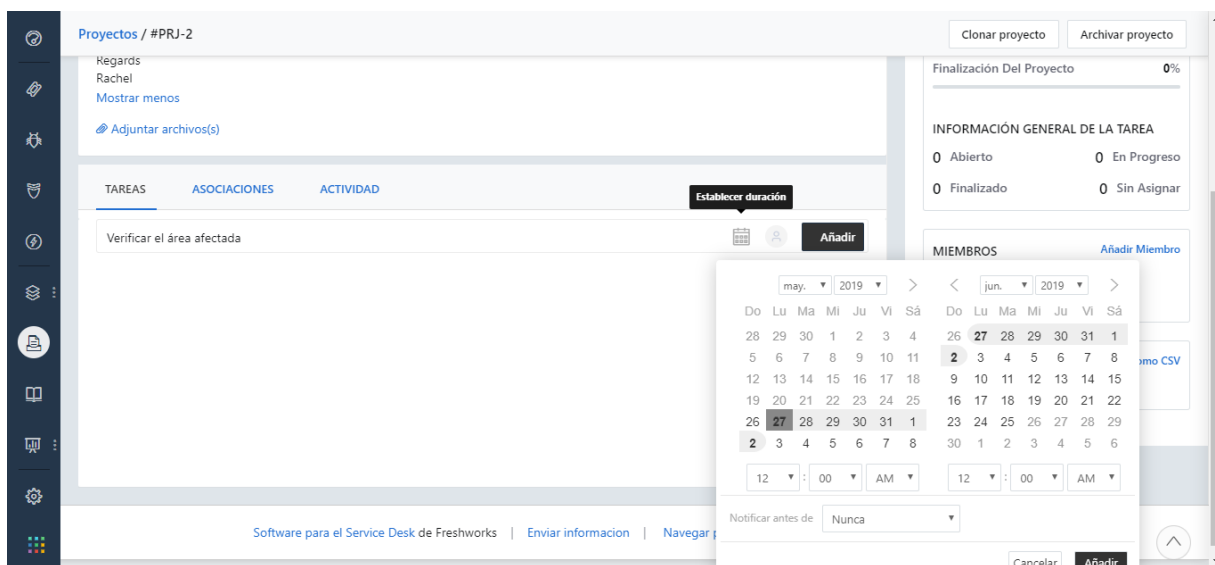 Proyectos / #PRJ-2
Clonar proyecto
Archivar proyecto
Regards
Rachel
Mostrar menos
Adjuntar archivos(s)
Finalización Del Proyecto 0%
INFORMACIÓN GENERAL DE LA TAREA
0 Abierto 0 En Progreso
0 Finalizado 0 Sin Asignar
TAREAS ASOCIACIONES ACTIVIDAD
Establecer duración
Verificar el área afectada
Añadir
MIEMBROS Añadir Miembro
como CSV
may. 2019
Do Lu Ma Mi Ju Vi Sá
28 29 30 1 2 3 4
5 6 7 8 9 10 11
12 13 14 15 16 17 18
19 20 21 22 23 24 25
26 27 28 29 30 31 1
2 3 4 5 6 7 8
12 : 00 AM
jun. 2019
Do Lu Ma Mi Ju Vi Sá
26 27 28 29 30 31 1
2 3 4 5 6 7 8
9 10 11 12 13 14 15
16 17 18 19 20 21 22
23 24 25 26 27 28 29
30 1 2 3 4 5 6
12 : 00 AM
Notificar antes de Nunca
Cancelar Añadir
Software para el Service Desk de Freshworks | Enviar informacion | Navegar